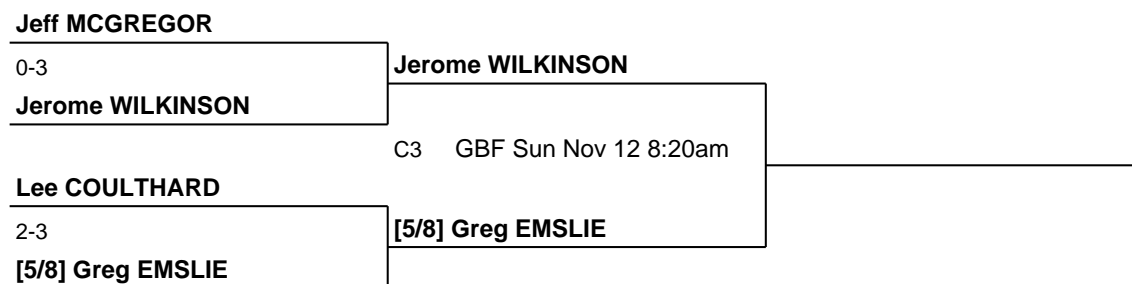 Jeff MCGREGOR
0-3
Jerome WILKINSON
Jerome WILKINSON
C3 GBF Sun Nov 12 8:20am
Lee COULTHARD
2-3
[5/8] Greg EMSLIE
[5/8] Greg EMSLIE